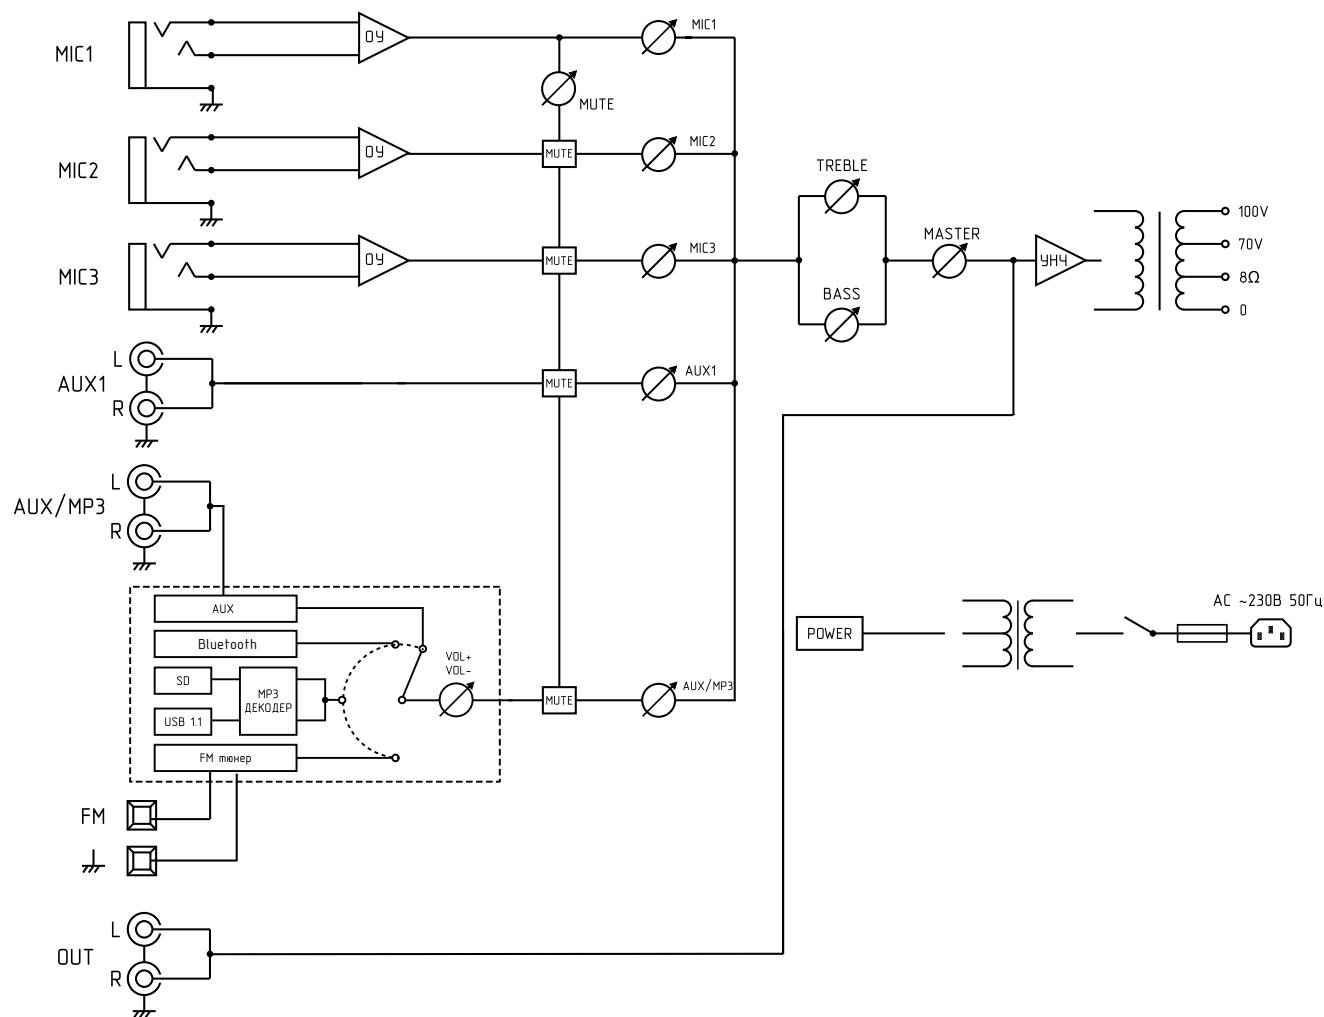 MIC1
ОУ
MIC1
MUTE
MIC2
ОУ
MUTE
MIC2
TREBLE
MIC3
ОУ
MUTE
MIC3
BASS
MASTER
УНЧ
100V
70V
8Ω
0
L
AUX1
R
MUTE
AUX1
L
AUX/MP3
R
AUX
Bluetooth
SD
USB 1.1
MP3
ДЕКОДЕР
FM тюнер
VOL+
VOL-
MUTE
AUX/MP3
POWER
AC ~230В 50Гц
FM
L
OUT
R